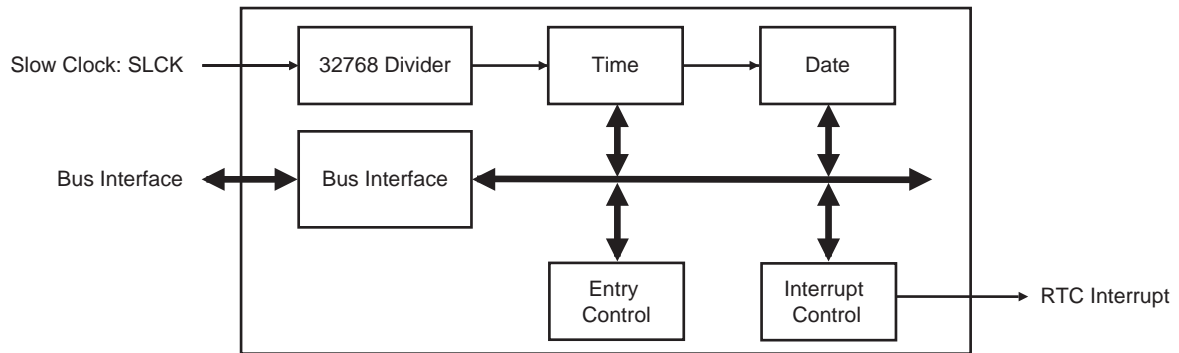 Slow Clock: SLCK
32768 Divider
Time
Date
Bus Interface
Bus Interface
Entry
Control
Interrupt
Control
RTC Interrupt